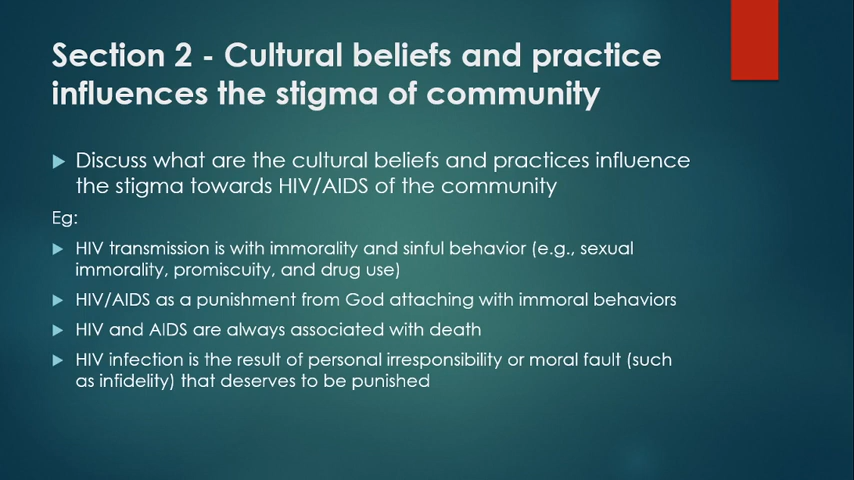 Section 2 - Cultural beliefs and practice
influences the stigma of community
Discuss what are the cultural beliefs and practices influence
the stigma towards HIV/AIDS of the community
Eg:
HIV transmission is with immorality and sinful behavior (e.g., sexual
immorality, promiscuity, and drug use)
HIV/AIDS as a punishment from God attaching with immoral behaviors
HIV and AIDS are always associated with death
HIV infection is the result of personal irresponsibility or moral fault (such
as infidelity) that deserves to be punished